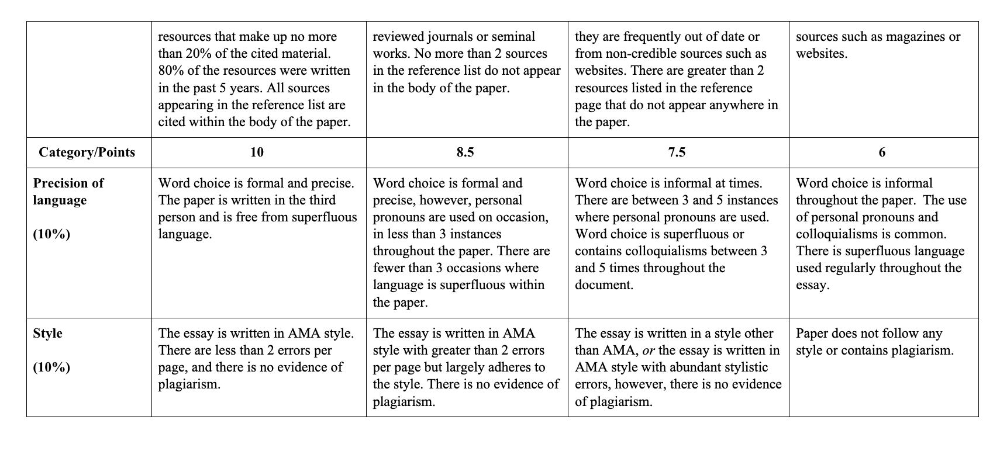 resources that make up no more
than 20% of the cited material.
80% of the resources were written
in the past 5 years. All sources
appearing in the reference list are
cited within the body of the paper.
reviewed journals or seminal
works. No more than 2 sources
in the reference list do not appear
in the body of the paper.
they are frequently out of date or
from non-credible sources such as
websites. There are greater than 2
resources listed in the reference
page that do not appear anywhere in
the paper.
sources such as magazines or
websites.
Category/Points
10
8.5
7.5
6
Precision of
language
(10%)
Word choice is formal and precise.
The paper is written in the third
person and is free from superfluous
language.
Word choice is formal and
precise, however, personal
pronouns are used on occasion,
in less than 3 instances
throughout the paper. There are
fewer than 3 occasions where
language is superfluous within
the paper.
Word choice is informal at times.
There are between 3 and 5 instances
where personal pronouns are used.
Word choice is superfluous or
contains colloquialisms between 3
and 5 times throughout the
document.
Word choice is informal
throughout the paper.  The use
of personal pronouns and
colloquialisms is common.
There is superfluous language
used regularly throughout the
essay.
Style
(10%)
The essay is written in AMA style.
There are less than 2 errors per
page, and there is no evidence of
plagiarism.
The essay is written in AMA
style with greater than 2 errors
per page but largely adheres to
the style. There is no evidence of
plagiarism.
The essay is written in a style other
than AMA, or the essay is written in
AMA style with abundant stylistic
errors, however, there is no evidence
of plagiarism.
Paper does not follow any
style or contains plagiarism.